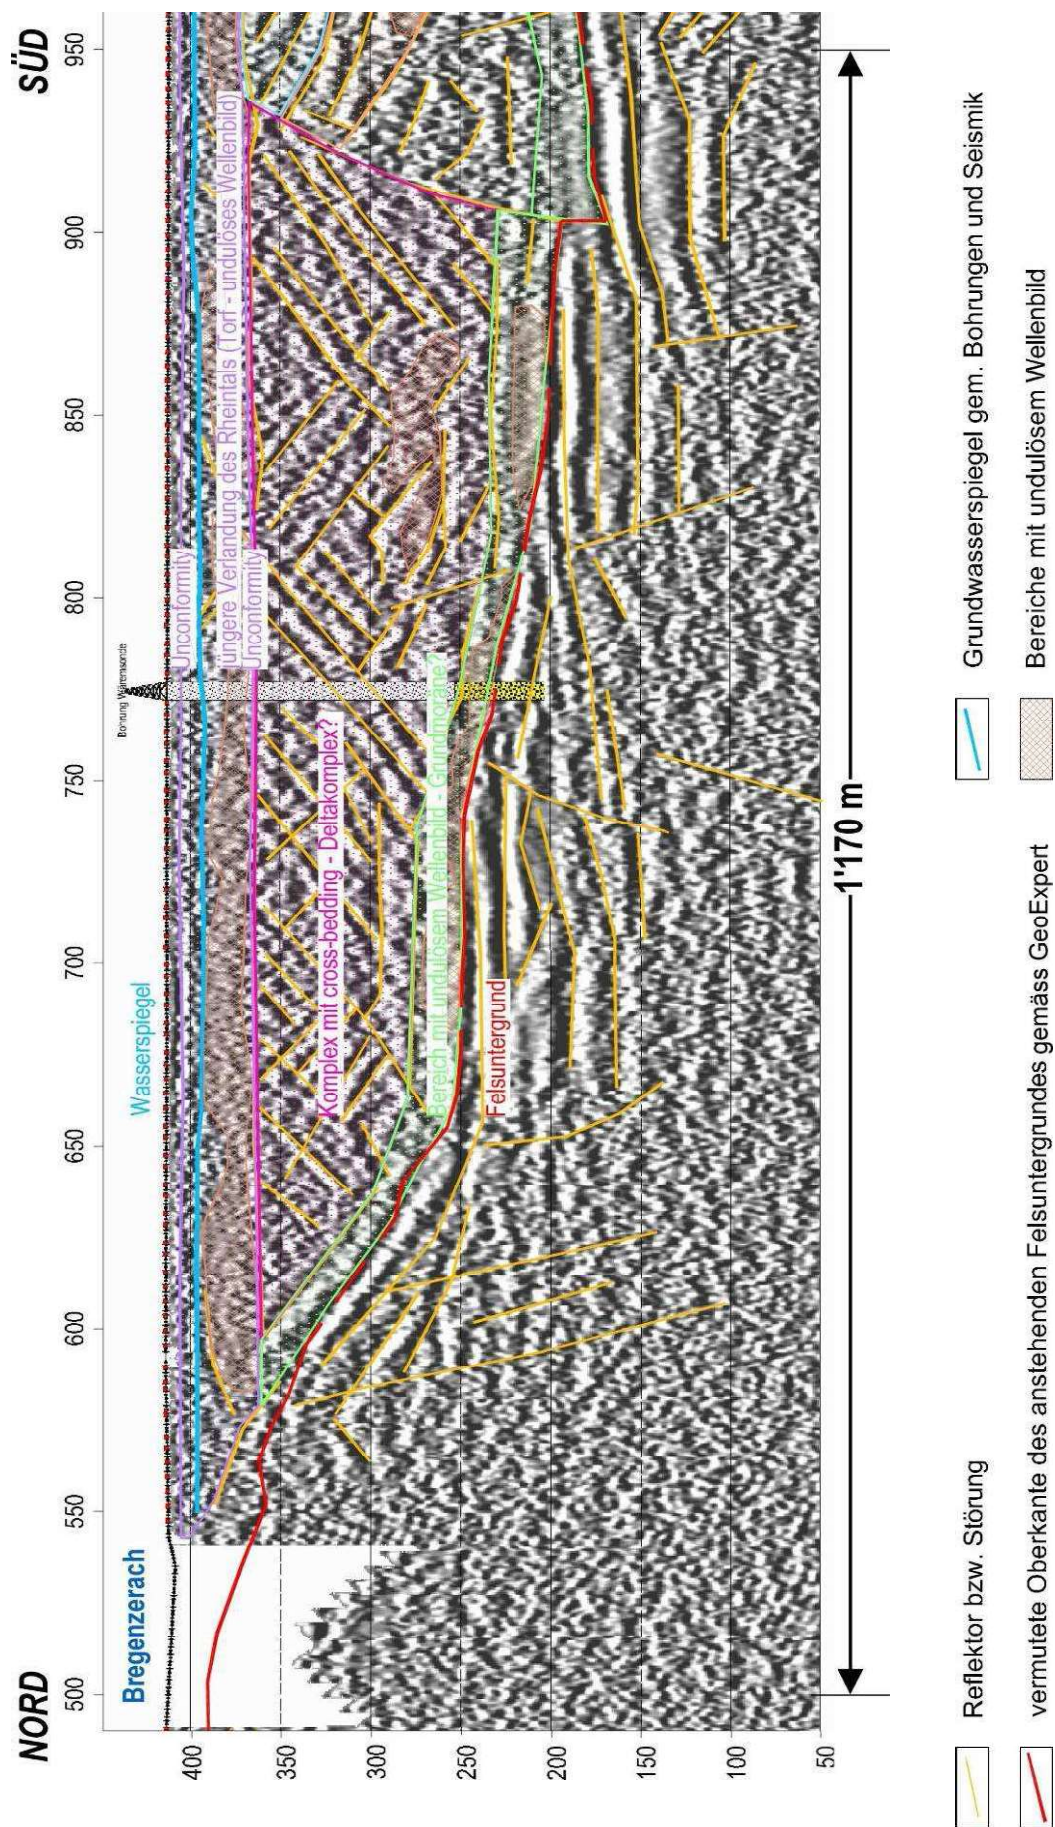 NORD
SÜD
Bregenzerach
500
550
600
650
700
750
800
850
900
950
Bohrung Wärmesonde
Wasserspiegel
Unconformity
jüngere Verlandung des Rheintals (Torf - undulöses Wellenbild)
Unconformity
Komplex mit cross-bedding - Deltakomplex?
Bereich mit undulösem Wellenbild - Grundmoräne?
Felsuntergrund
400
350
300
250
200
150
100
50
1'170 m
Reflektor bzw. Störung
Grundwasserspiegel gem. Bohrungen und Seismik
vermutete Oberkante des anstehenden Felsuntergrundes gemäss GeoExpert
Bereiche mit undulösem Wellenbild